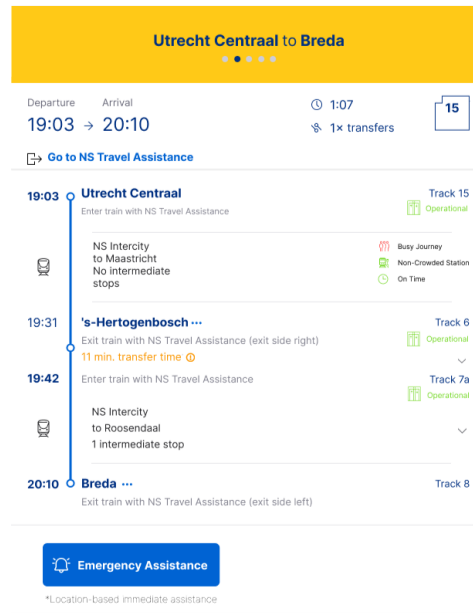 Utrecht Centraal to Breda
Departure Arrival
19:03 → 20:10
1:07
1× transfers
15
Go to NS Travel Assistance
19:03 Utrecht Centraal Track 15
Enter train with NS Travel Assistance Operational
NS Intercity
to Maastricht
No intermediate
stops
Busy Journey
Non-Crowded Station
On Time
19:31 's-Hertogenbosch ··· Track 6
Exit train with NS Travel Assistance (exit side right) Operational
11 min. transfer time
19:42 Enter train with NS Travel Assistance Track 7a
Operational
NS Intercity
to Roosendaal
1 intermediate stop
20:10 Breda ··· Track 8
Exit train with NS Travel Assistance (exit side left)
Emergency Assistance
*Location-based immediate assistance